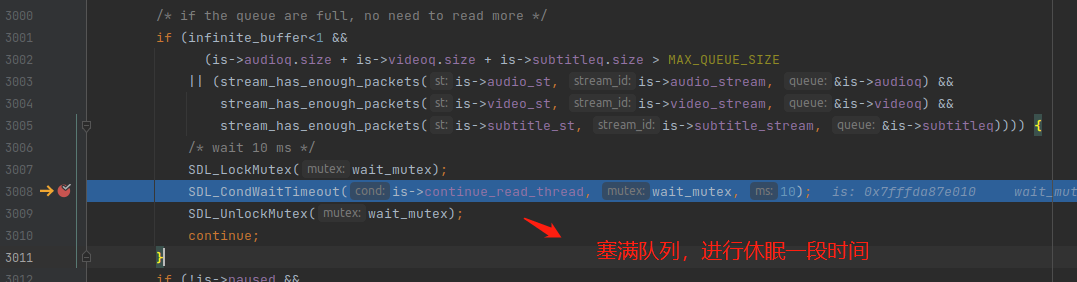 3000 /* if the queue are full, no need to read more */
3001 if (infinite_buffer<1 &&
3002 (is->audioq.size + is->videoq.size + is->subtitleq.size > MAX_QUEUE_SIZE
3003 || (stream_has_enough_packets( st: is->audio_st, stream_id: is->audio_stream, queue: &is->audioq) &&
3004 stream_has_enough_packets( st: is->video_st, stream_id: is->video_stream, queue: &is->videoq) &&
3005 stream_has_enough_packets( st: is->subtitle_st, stream_id: is->subtitle_stream, queue: &is->subtitleq)))) {
3006 /* wait 10 ms */
3007 SDL_LockMutex( mutex: wait_mutex);
3008 SDL_CondWaitTimeout( cond: is->continue_read_thread, mutex: wait_mutex, ms: 10); is: 0x7fffda87e010 wait_mut
3009 SDL_UnlockMutex( mutex: wait_mutex);
3010 continue;
塞满队列，进行休眠一段时间
3011 }
3012 if (!is->paused &&